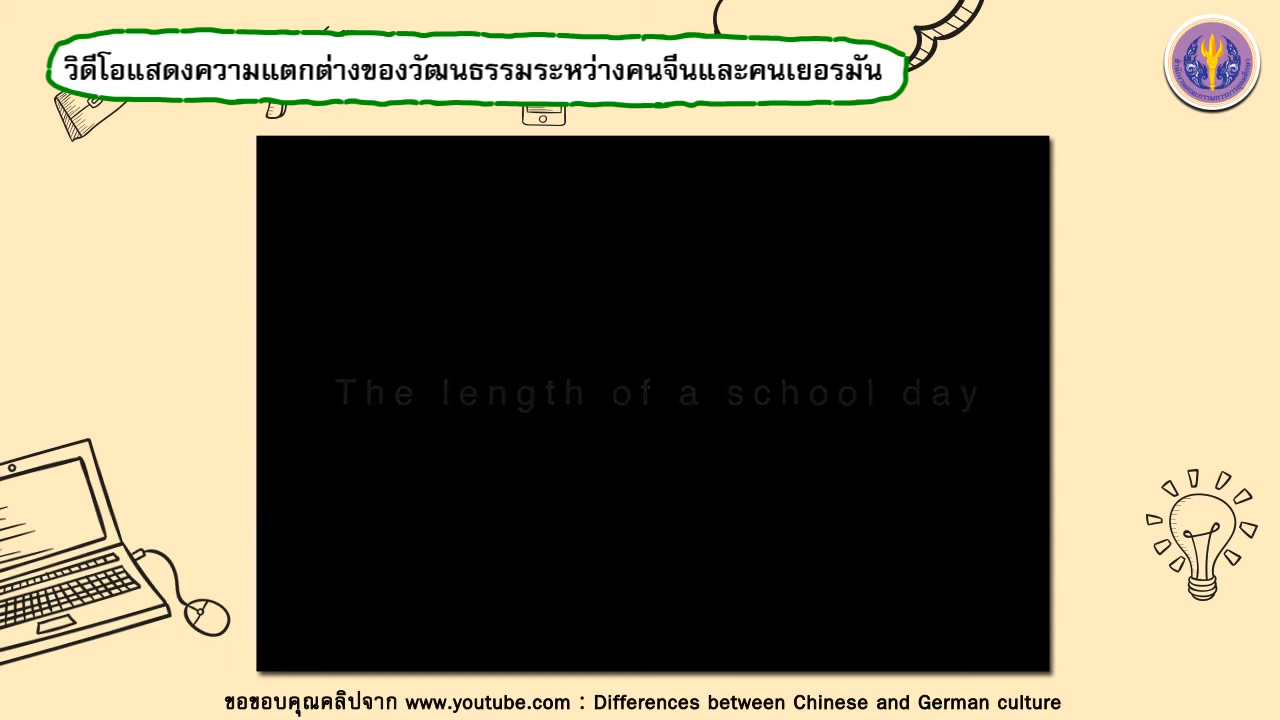 วิดีโอแสดงความแตกต่างของวัฒนธรรมระหว่างคนจีนและคนเยอรมัน
The length of a school day
ขอขอบคุณคลิปจาก www.youtube.com : Differences between Chinese and German culture